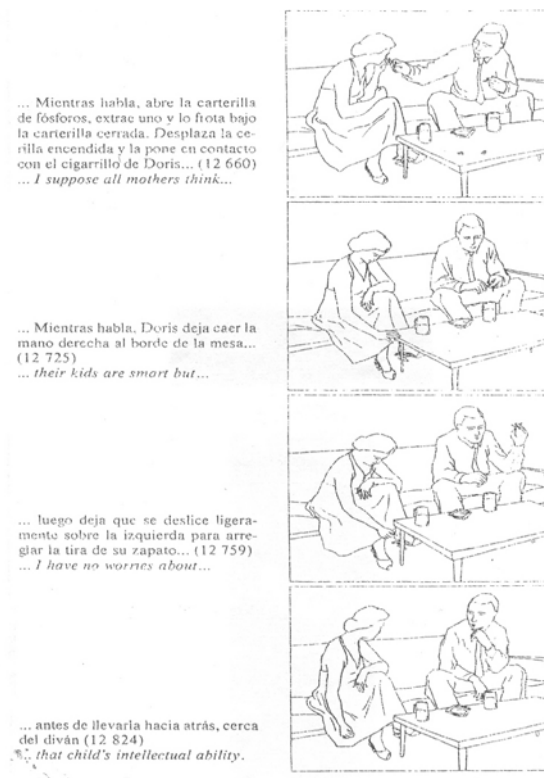 ... Mientras habla, abre la carterilla
de fósforos, extrae uno y lo frota bajo
la carterilla cerrada. Desplaza la ce-
rilla encendida y la pone en contacto
con el cigarrillo de Doris... (12 660)
... I suppose all mothers think...
... Mientras habla, Doris deja caer la
mano derecha al borde de la mesa...
(12 725)
... their kids are smart but...
... luego deja que se deslice ligera-
mente sobre la izquierda para arre-
glar la tira de su zapato... (12 759)
... I have no worries about...
... antes de llevarla hacia atrás, cerca
del diván (12 824)
... that child's intellectual ability.